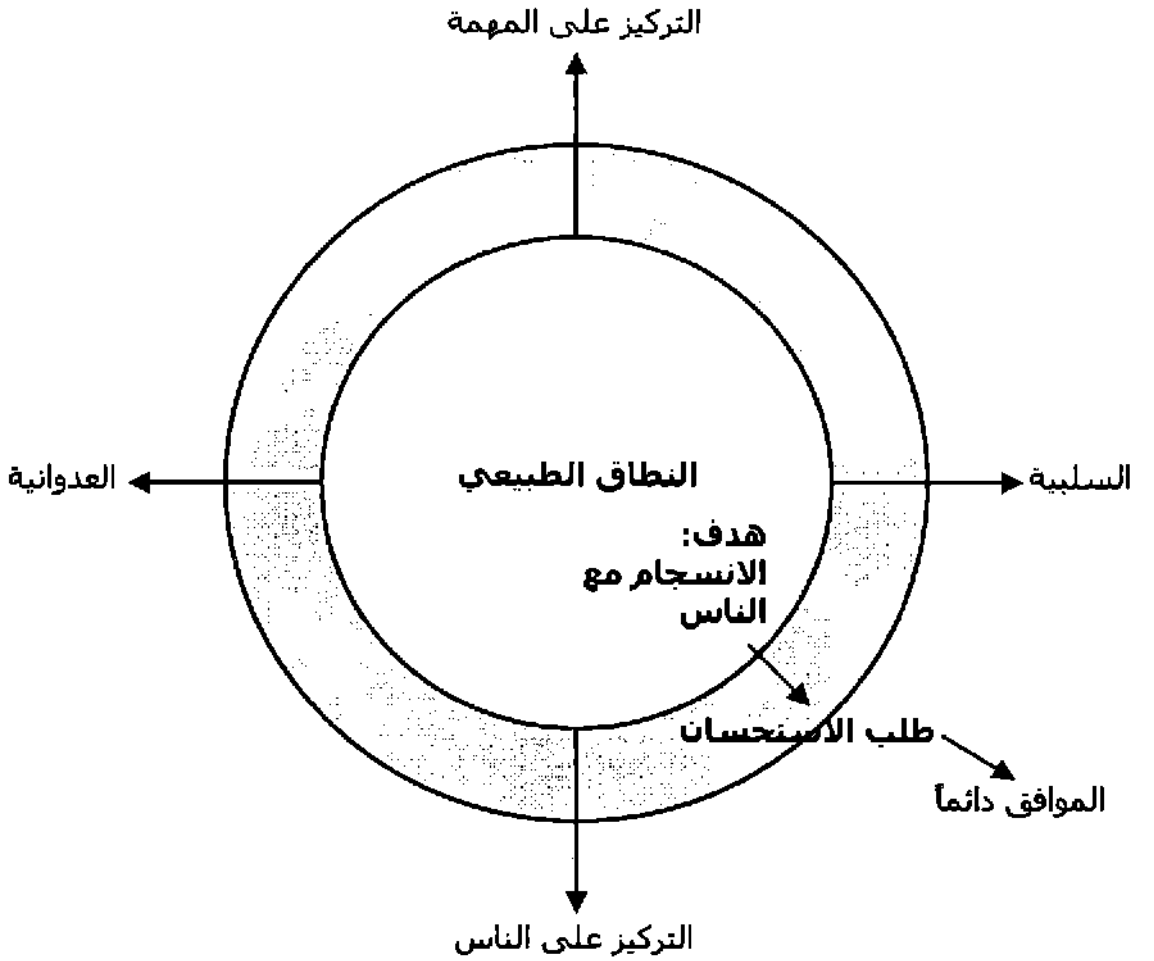 التركيز على المهمة
النطاق الطبيعي
العدوانية
السلبية
هدف:
الانسجام مع
الناس
طلب الاستحسان
الموافق دائماً
التركيز على الناس